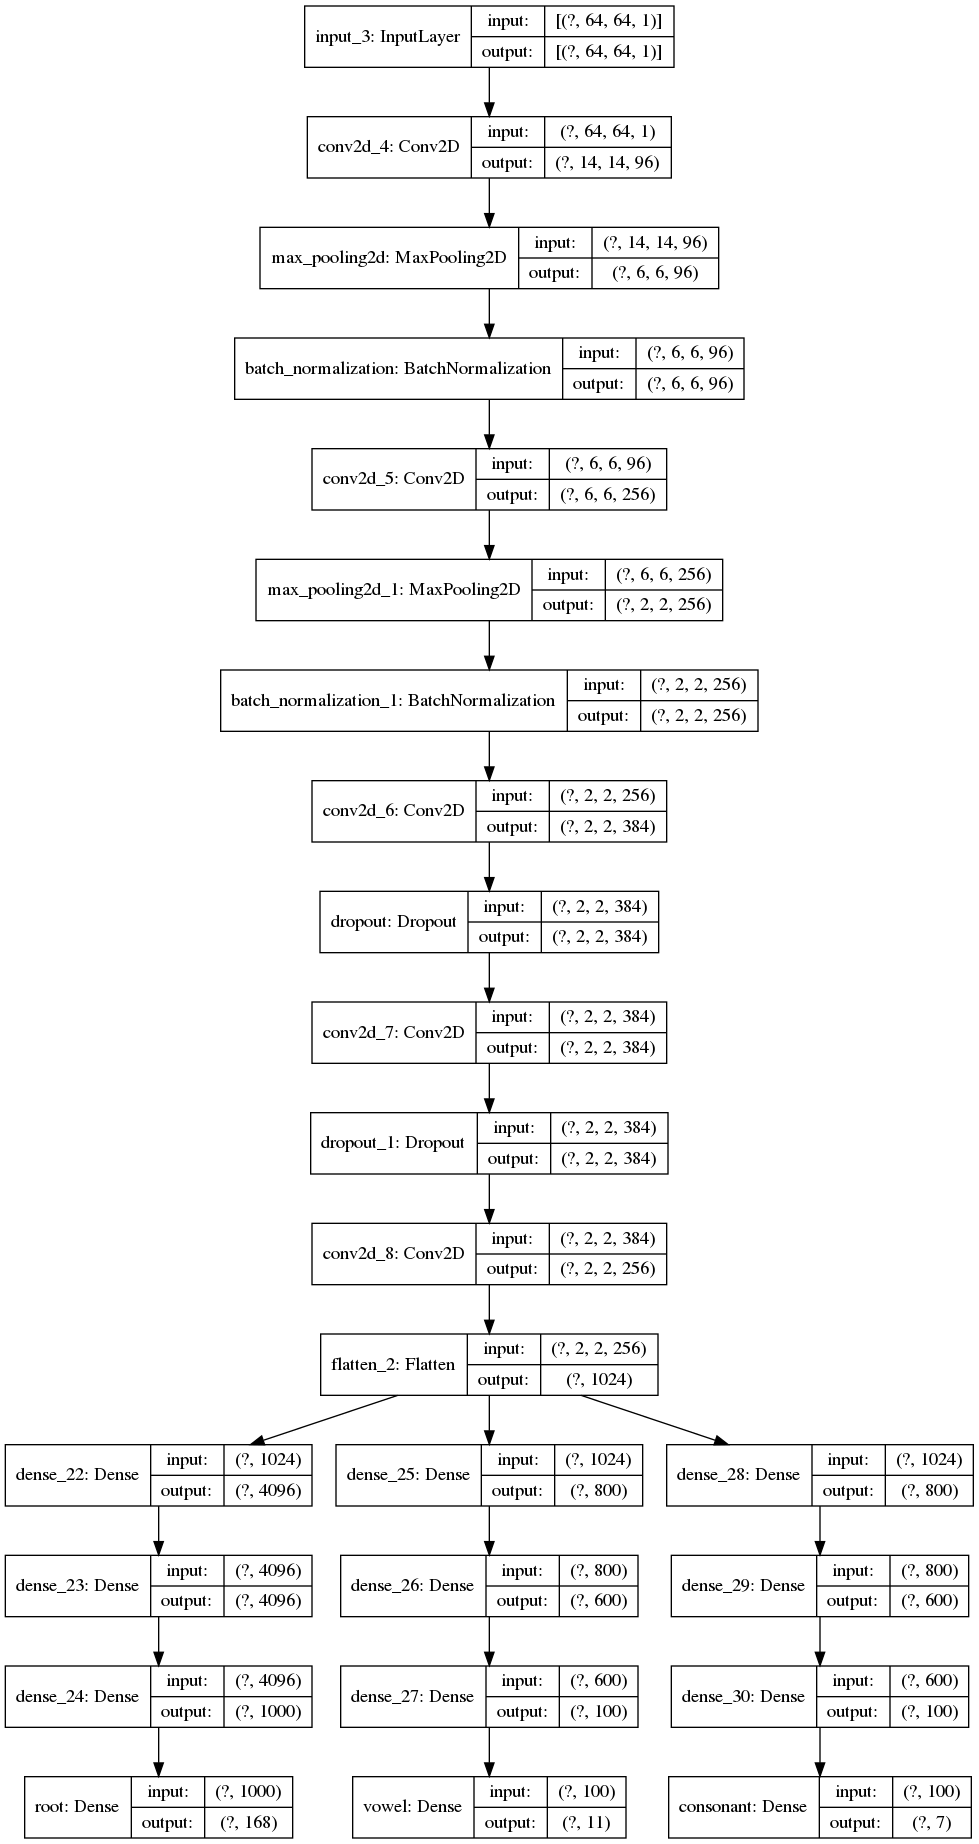 input_3: InputLayer input: [(?, 64, 64, 1)]
output: [(?, 64, 64, 1)]
conv2d_4: Conv2D input: (?, 64, 64, 1)
output: (?, 14, 14, 96)
max_pooling2d: MaxPooling2D input: (?, 14, 14, 96)
output: (?, 6, 6, 96)
batch_normalization: BatchNormalization input: (?, 6, 6, 96)
output: (?, 6, 6, 96)
conv2d_5: Conv2D input: (?, 6, 6, 96)
output: (?, 6, 6, 256)
max_pooling2d_1: MaxPooling2D input: (?, 6, 6, 256)
output: (?, 2, 2, 256)
batch_normalization_1: BatchNormalization input: (?, 2, 2, 256)
output: (?, 2, 2, 256)
conv2d_6: Conv2D input: (?, 2, 2, 256)
output: (?, 2, 2, 384)
dropout: Dropout input: (?, 2, 2, 384)
output: (?, 2, 2, 384)
conv2d_7: Conv2D input: (?, 2, 2, 384)
output: (?, 2, 2, 384)
dropout_1: Dropout input: (?, 2, 2, 384)
output: (?, 2, 2, 384)
conv2d_8: Conv2D input: (?, 2, 2, 384)
output: (?, 2, 2, 256)
flatten_2: Flatten input: (?, 2, 2, 256)
output: (?, 1024)
dense_22: Dense input: (?, 1024)
output: (?, 4096)
dense_25: Dense input: (?, 1024)
output: (?, 800)
dense_28: Dense input: (?, 1024)
output: (?, 800)
dense_23: Dense input: (?, 4096)
output: (?, 4096)
dense_26: Dense input: (?, 800)
output: (?, 600)
dense_29: Dense input: (?, 800)
output: (?, 600)
dense_24: Dense input: (?, 4096)
output: (?, 1000)
dense_27: Dense input: (?, 600)
output: (?, 100)
dense_30: Dense input: (?, 600)
output: (?, 100)
root: Dense input: (?, 1000)
output: (?, 168)
vowel: Dense input: (?, 100)
output: (?, 11)
consonant: Dense input: (?, 100)
output: (?, 7)